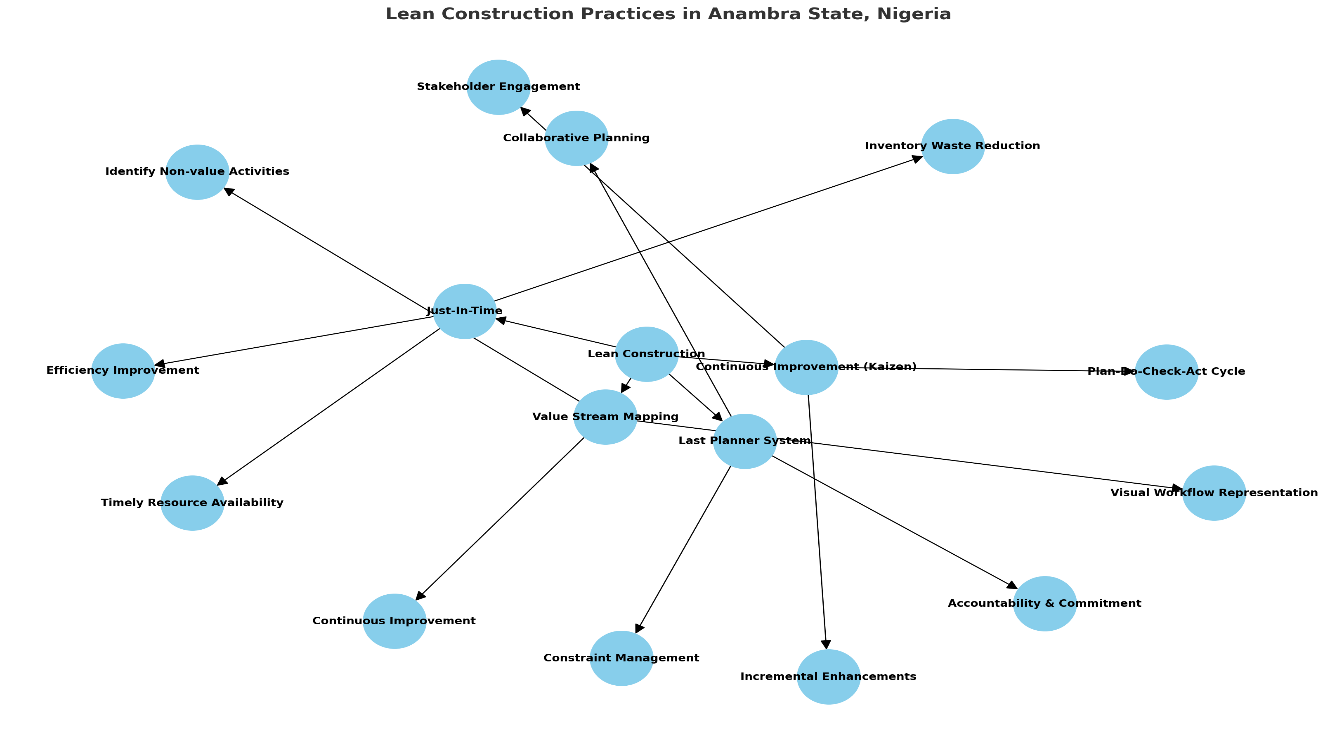 Lean Construction Practices in Anambra State, Nigeria
Stakeholder Engagement
Collaborative Planning
Inventory Waste Reduction
Identify Non-value Activities
Just-In-Time
Lean Construction
Continuous Improvement (Kaizen)
Efficiency Improvement
Plan-Do-Check-Act Cycle
Value Stream Mapping
Last Planner System
Visual Workflow Representation
Timely Resource Availability
Accountability & Commitment
Continuous Improvement
Constraint Management
Incremental Enhancements